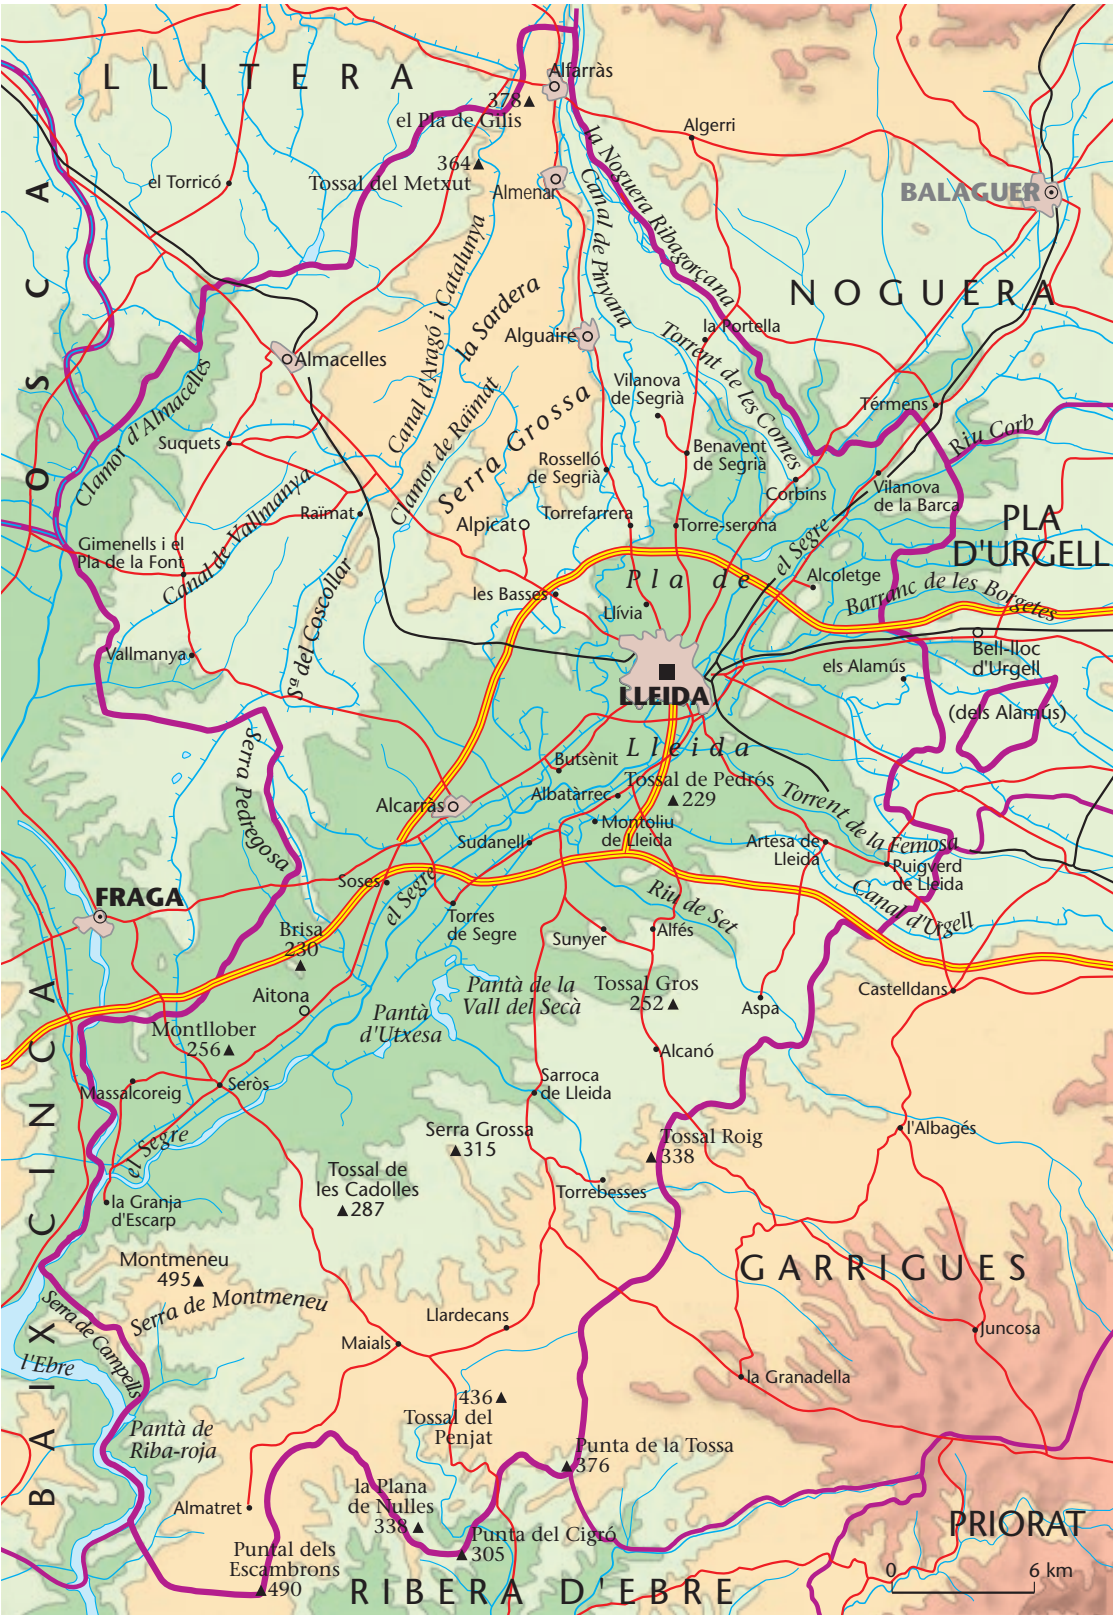 LLITERA
Alfarràs
378
el Pla de Gilis
la Noguera Ribagorçana
Algerri
364
Tossal del Metxut
el Torricó
Almenar
Canal de Pinyana
BALAGUER
OSCA
NOGUERA
Canal d'Aragó i Catalunya
la Sardera
Alguaire
la Portella
Torrent de les Comes
Almacelles
Vilanova
de Segrià
Térmens
Clamor d'Almacelles
Clamor de Raïmat
Serra Grossa
Riu Corb
Suquets
Benavent
de Segrià
Rosselló
de Segrià
Corbins
Vilanova
de la Barca
Canal de Vallmanya
Raïmat
Alpicat
Torrefarrera
Torre-serona
el Segre
PLA
D'URGELL
Gimenells i el
Pla de la Font
Sª del Coscollar
les Basses
Pla de
Alcoletge
Barranc de les Borgetes
Llívia
Vallmanya
LLEIDA
els Alamús
Bell-lloc
d'Urgell
(dels Alamús)
Serra Pedregosa
Lleida
Butsènit
Tossal de Pedrós
229
Albatàrrec
Alcarràs
Torrent de la Femosa
Montoliu
de Lleida
Sudanell
Artesa de
Lleida
Puigverd
de Lleida
Soses
el Segre
Riu de Set
Canal d'Urgell
FRAGA
Torres
de Segre
Brisa
230
Sunyer
Alfés
Aitona
Pantà de la
Vall del Secà
Tossal Gros
252
Castelldans
Pantà
d'Utxesa
Aspa
Montllober
256
Alcanó
Massalcoreig
Seròs
Sarroca
de Lleida
BAIX CINCA
el Segre
Serra Grossa
315
Tossal Roig
338
l'Albagés
Tossal de
les Cadolles
287
Torrebesses
la Granja
d'Escarp
Montmeneu
495
GARRIGUES
Serra de Montmeneu
Serra de Campells
Llardecans
Juncosa
Maials
l'Ebre
la Granadella
436
Tossal del
Penjat
Pantà de
Riba-roja
Punta de la Tossa
376
la Plana
de Nulles
338
Almatret
PRIORAT
Punta del Cigró
305
Puntal dels
Escambrons
490
0 6 km
RIBERA D'EBRE